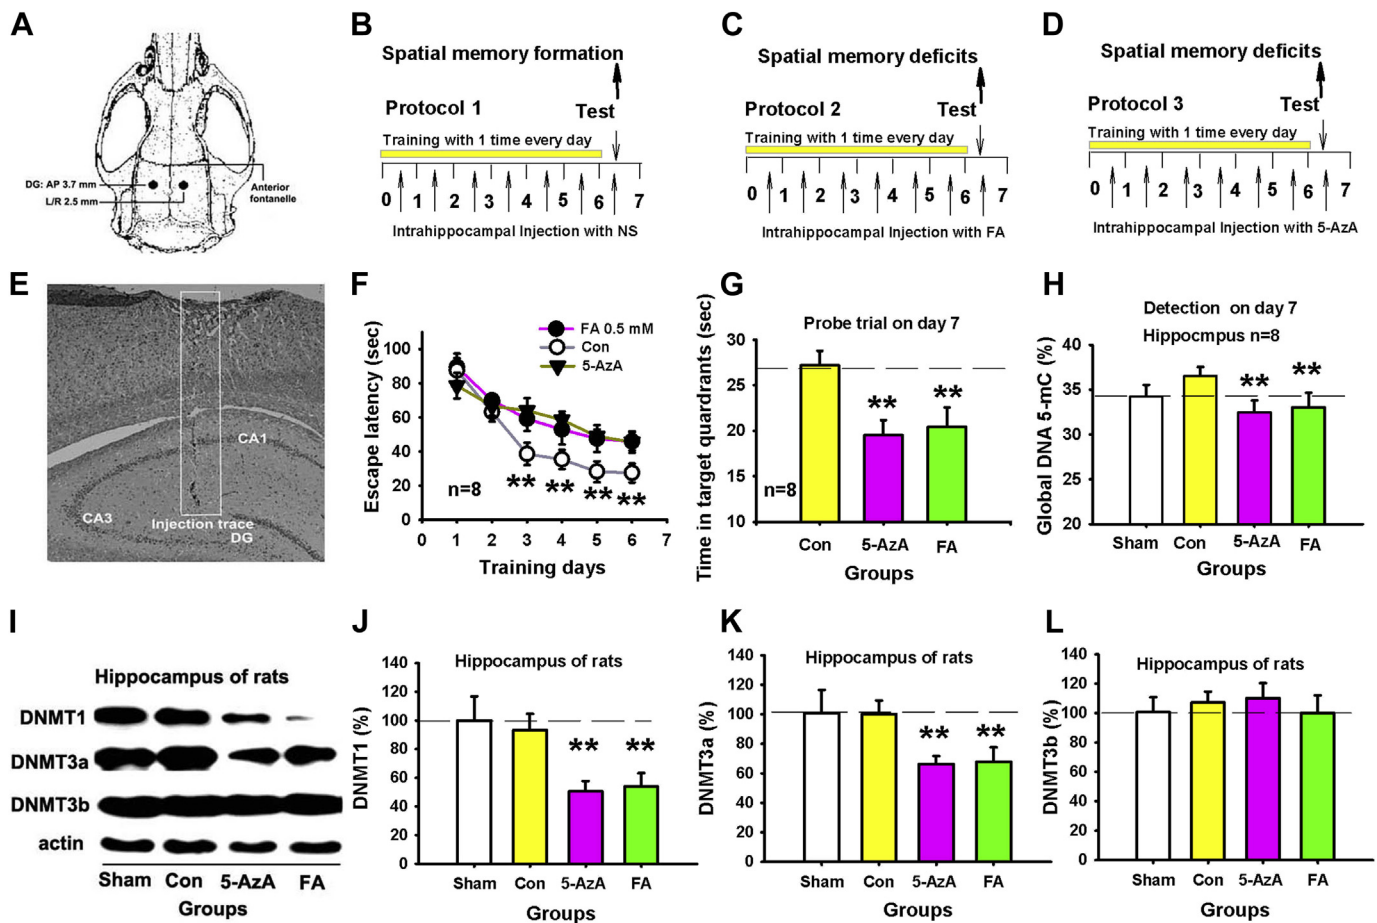 A
DG: AP 3.7 mm
L/R 2.5 mm
Anterior
fontanelle
B
Spatial memory formation
Protocol 1
Test
Training with 1 time every day
0 1 2 3 4 5 6 7
Intrahippocampal Injection with NS
C
Spatial memory deficits
Protocol 2
Test
Training with 1 time every day
0 1 2 3 4 5 6 7
Intrahippocampal Injection with FA
D
Spatial memory deficits
Protocol 3
Test
Training with 1 time every day
0 1 2 3 4 5 6 7
Intrahippocampal Injection with 5-AzA
E
CA1
CA3
Injection trace
DG
F
FA 0.5 mM
Con
5-AzA
Escape latency (sec)
100
80
60
40
20
0
n=8
** ** ** **
0 1 2 3 4 5 6 7
Training days
G
Probe trial on day 7
Time in target quardrants (sec)
30
25
20
15
10
** **
n=8
Con 5-AzA FA
Groups
H
Detection on day 7
Hippocmpus n=8
Global DNA 5-mC (%)
40
35
30
25
20
** **
Sham Con 5-AzA FA
Groups
I
Hippocampus of rats
DNMT1
DNMT3a
DNMT3b
actin
Sham Con 5-AzA FA
Groups
J
Hippocampus of rats
DNMT1 (%)
140
120
100
80
60
40
20
0
** **
Sham Con 5-AzA FA
Groups
K
Hippocampus of rats
DNMT3a (%)
140
120
100
80
60
40
20
0
** **
Sham Con 5-AzA FA
Groups
L
Hippocampus of rats
DNMT3b (%)
140
120
100
80
60
40
20
0
Sham Con 5-AzA FA
Groups